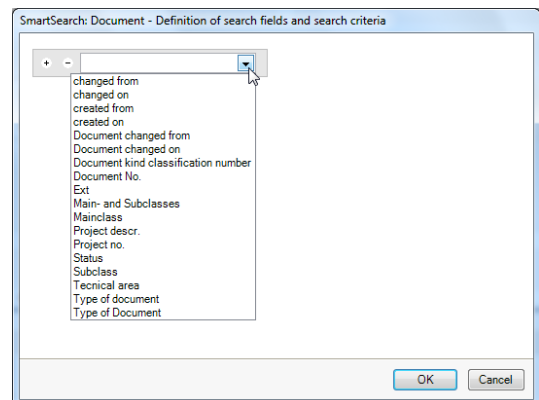 SmartSearch: Document - Definition of search fields and search criteria
+ −
changed from
changed on
created from
created on
Document changed from
Document changed on
Document kind classification number
Document No.
Ext
Main- and Subclasses
Mainclass
Project descr.
Project no.
Status
Subclass
Tecnical area
Type of document
Type of Document
OK Cancel